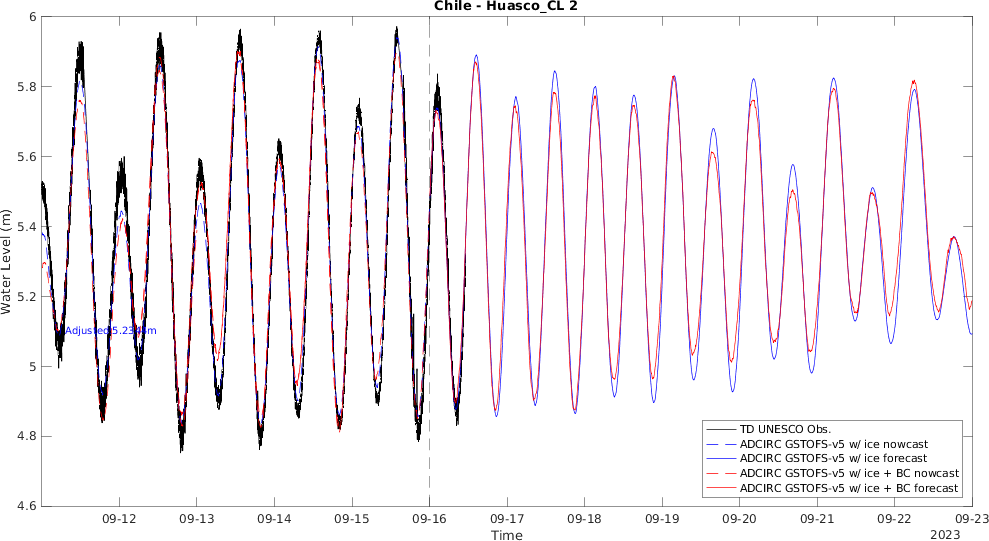 Chile - Huasco_CL 2
Water Level (m)
6
5.8
5.6
5.4
5.2
5
4.8
4.6
TD UNESCO Obs.
ADCIRC GSTOFS-v5 w/ ice nowcast
ADCIRC GSTOFS-v5 w/ ice forecast
ADCIRC GSTOFS-v5 w/ ice + BC nowcast
ADCIRC GSTOFS-v5 w/ ice + BC forecast
09-12 09-13 09-14 09-15 09-16 09-17 09-18 09-19 09-20 09-21 09-22 09-23
Time
2023